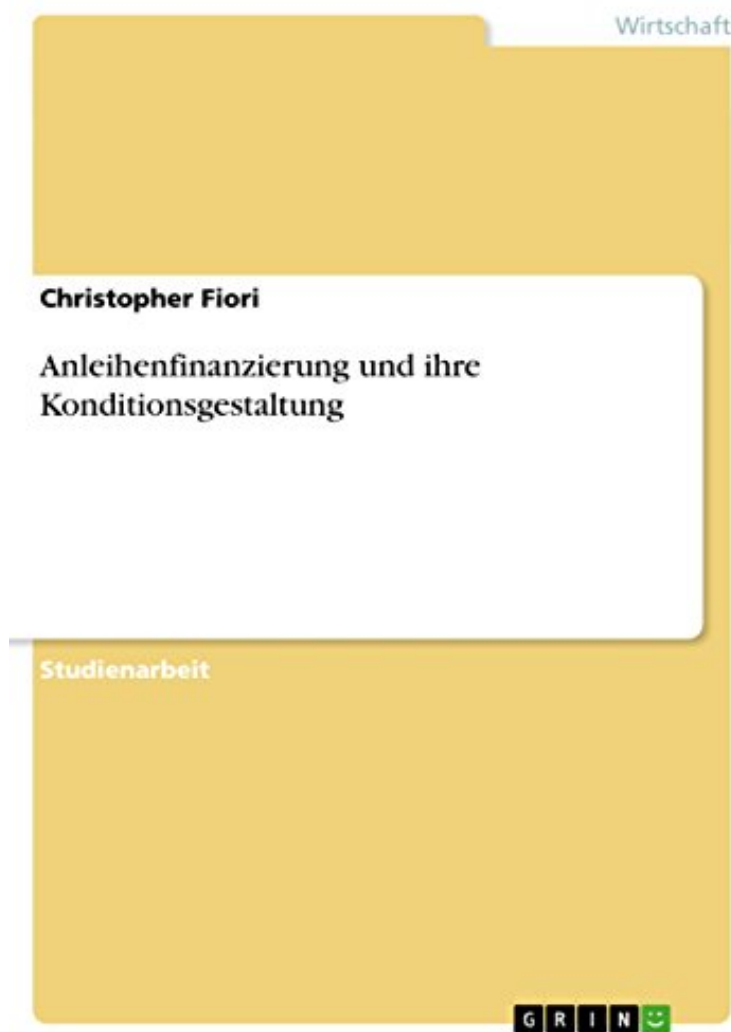 Wirtschaft
Christopher Fiori
Anleihenfinanzierung und ihre
Konditionsgestaltung
Studienarbeit
GRIN